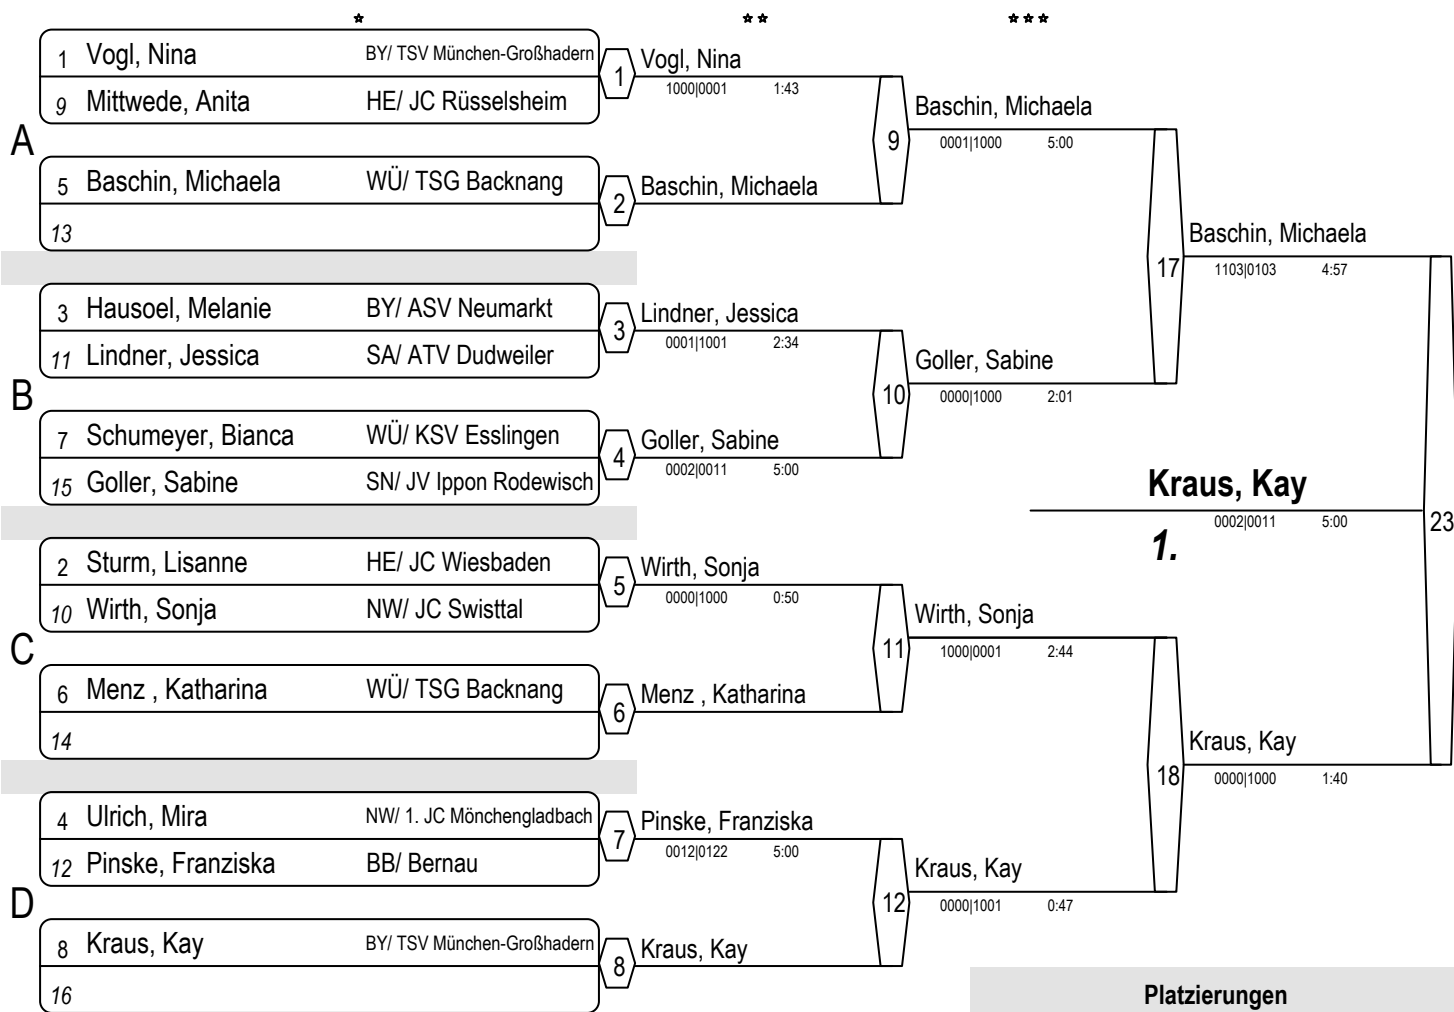 * ** ***
1 Vogl, Nina BY/ TSV München-Großhadern
9 Mittwede, Anita HE/ JC Rüsselsheim
1
Vogl, Nina
1000|0001 1:43
A
5 Baschin, Michaela WÜ/ TSG Backnang
13
2
Baschin, Michaela
9
Baschin, Michaela
0001|1000 5:00
3 Hausoel, Melanie BY/ ASV Neumarkt
11 Lindner, Jessica SA/ ATV Dudweiler
3
Lindner, Jessica
0001|1001 2:34
B
7 Schumeyer, Bianca WÜ/ KSV Esslingen
15 Goller, Sabine SN/ JV Ippon Rodewisch
4
Goller, Sabine
0002|0011 5:00
10
Goller, Sabine
0000|1000 2:01
17
Baschin, Michaela
1103|0103 4:57
2 Sturm, Lisanne HE/ JC Wiesbaden
10 Wirth, Sonja NW/ JC Swisttal
5
Wirth, Sonja
0000|1000 0:50
C
6 Menz , Katharina WÜ/ TSG Backnang
14
6
Menz , Katharina
11
Wirth, Sonja
1000|0001 2:44
4 Ulrich, Mira NW/ 1. JC Mönchengladbach
12 Pinske, Franziska BB/ Bernau
7
Pinske, Franziska
0012|0122 5:00
D
8 Kraus, Kay BY/ TSV München-Großhadern
16
8
Kraus, Kay
12
Kraus, Kay
0000|1001 0:47
18
Kraus, Kay
0000|1000 1:40
23
Kraus, Kay
0002|0011 5:00
1.
Platzierungen